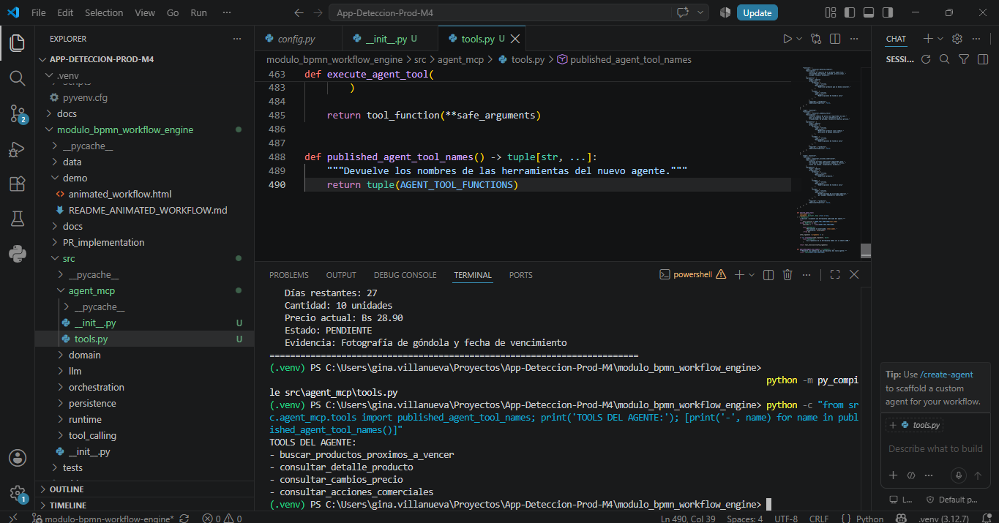 File Edit Selection View Go Run ···
App-Deteccion-Prod-M4
Update
EXPLORER
APP-DETECCION-PROD-M4
.venv
Scripts
pyvenv.cfg
docs
modulo_bpmn_workflow_engine
__pycache__
data
demo
animated_workflow.html
README_ANIMATED_WORKFLOW.md
docs
PR_implementation
src
__pycache__
agent_mcp
__pycache__
__init__.py U
tools.py U
domain
llm
orchestration
persistence
runtime
tool_calling
__init__.py
tests
OUTLINE
TIMELINE
2
1
config.py
__init__.py U
tools.py U
modulo_bpmn_workflow_engine > src > agent_mcp > tools.py > published_agent_tool_names
463 def execute_agent_tool(
483 )
484
485 return tool_function(**safe_arguments)
486
487
488 def published_agent_tool_names() -> tuple[str, ...]:
489 """Devuelve los nombres de las herramientas del nuevo agente."""
490 return tuple(AGENT_TOOL_FUNCTIONS)
PROBLEMS OUTPUT DEBUG CONSOLE TERMINAL PORTS
powershell
Días restantes: 27
Cantidad: 10 unidades
Precio actual: Bs 28.90
Estado: PENDIENTE
Evidencia: Fotografía de góndola y fecha de vencimiento
================================================================================
(.venv) PS C:\Users\gina.villanueva\Proyectos\App-Deteccion-Prod-M4\modulo_bpmn_workflow_engine>
python -m py_compi
le src\agent_mcp\tools.py
(.venv) PS C:\Users\gina.villanueva\Proyectos\App-Deteccion-Prod-M4\modulo_bpmn_workflow_engine> python -c "from sr
c.agent_mcp.tools import published_agent_tool_names; print('TOOLS DEL AGENTE:'); [print('-', name) for name in publ
ished_agent_tool_names()]"
TOOLS DEL AGENTE:
- buscar_productos_proximos_a_vencer
- consultar_detalle_producto
- consultar_cambios_precio
- consultar_acciones_comerciales
(.venv) PS C:\Users\gina.villanueva\Proyectos\App-Deteccion-Prod-M4\modulo_bpmn_workflow_engine>
CHAT
SESSI...
Tip: Use /create-agent
to scaffold a custom
agent for your workflow.
tools.py
Describe what to build
L... Default p...
modulo-bpmn-workflow-engine* 0 0
Ln 490, Col 39 Spaces: 4 UTF-8 CRLF { } Python .venv (3.12.7)